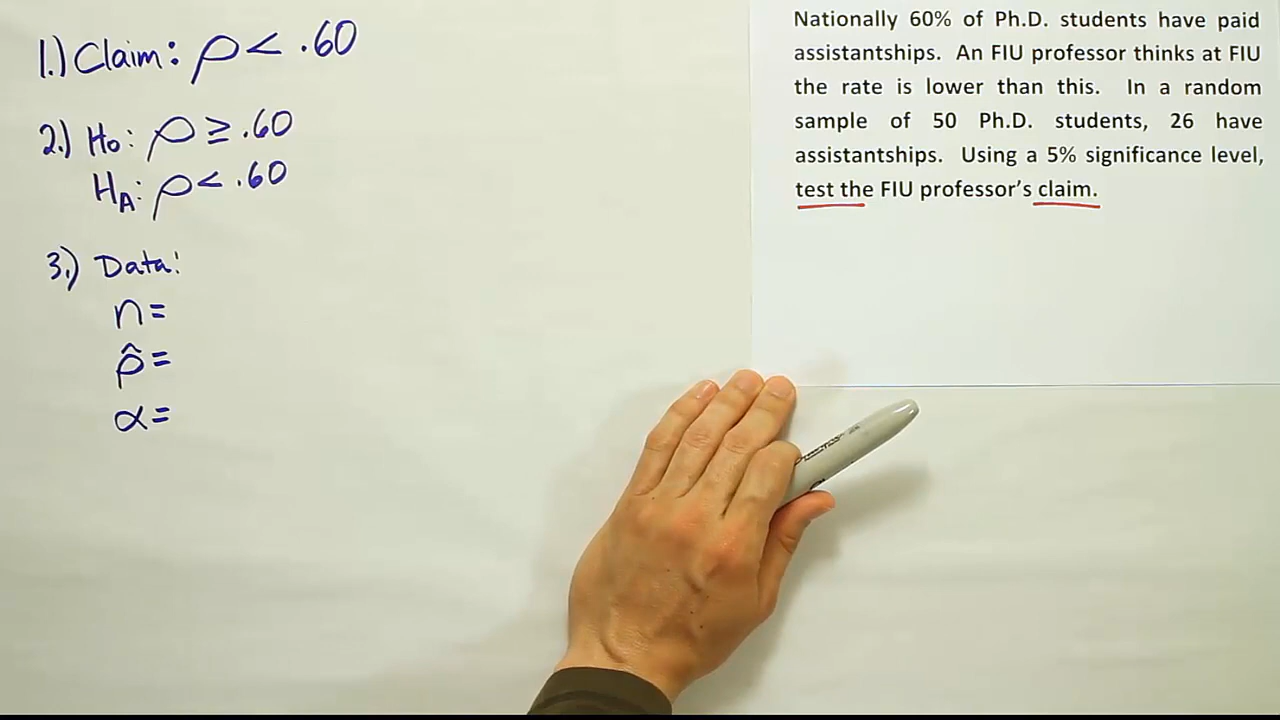 1.) Claim: p < .60
2.) Ho: p ≥ .60
HA: p < .60
3.) Data:
n =
p̂ =
α =
Nationally 60% of Ph.D. students have paid
assistantships. An FIU professor thinks at FIU
the rate is lower than this. In a random
sample of 50 Ph.D. students, 26 have
assistantships. Using a 5% significance level,
test the FIU professor's claim.